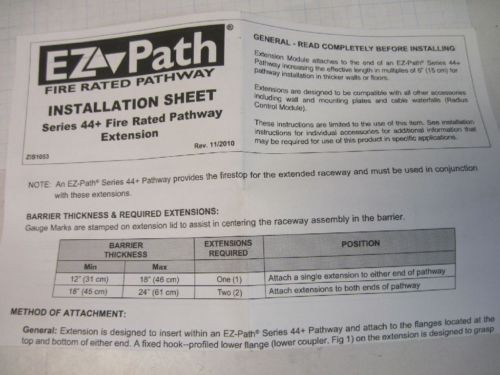 EZ Path®
FIRE RATED PATHWAY
INSTALLATION SHEET
Series 44+ Fire Rated Pathway
Extension
Rev. 11/2010
ZIS1053
GENERAL - READ COMPLETELY BEFORE INSTALLING
Extension Module attaches to the end of an EZ-Path® Series 44+
Pathway increasing the effective length in multiples of 6" (15 cm) for
pathway installation in thicker walls or floors.
Extensions are designed to be compatible with all other accessories
including wall and mounting plates and cable waterfalls (Radius
Control Module).
These instructions are limited to the use of this item. See installation
instructions for individual accessories for additional information that
may be required for use of this product in specific applications.
NOTE: An EZ-Path® Series 44+ Pathway provides the firestop for the extended raceway and must be used in conjunction
with these extensions.
BARRIER THICKNESS & REQUIRED EXTENSIONS:
Gauge Marks are stamped on extension lid to assist in centering the raceway assembly in the barrier.
BARRIER THICKNESS EXTENSIONS REQUIRED POSITION
Min Max
12" (31 cm) 18" (46 cm) One (1) Attach a single extension to either end of pathway
18" (45 cm) 24" (61 cm) Two (2) Attach extensions to both ends of pathway
METHOD OF ATTACHMENT:
General: Extension is designed to insert within an EZ-Path® Series 44+ Pathway and attach to the flanges located at the
top and bottom of either end. A fixed hook--profiled lower flange (lower coupler, Fig 1) on the extension is designed to grasp